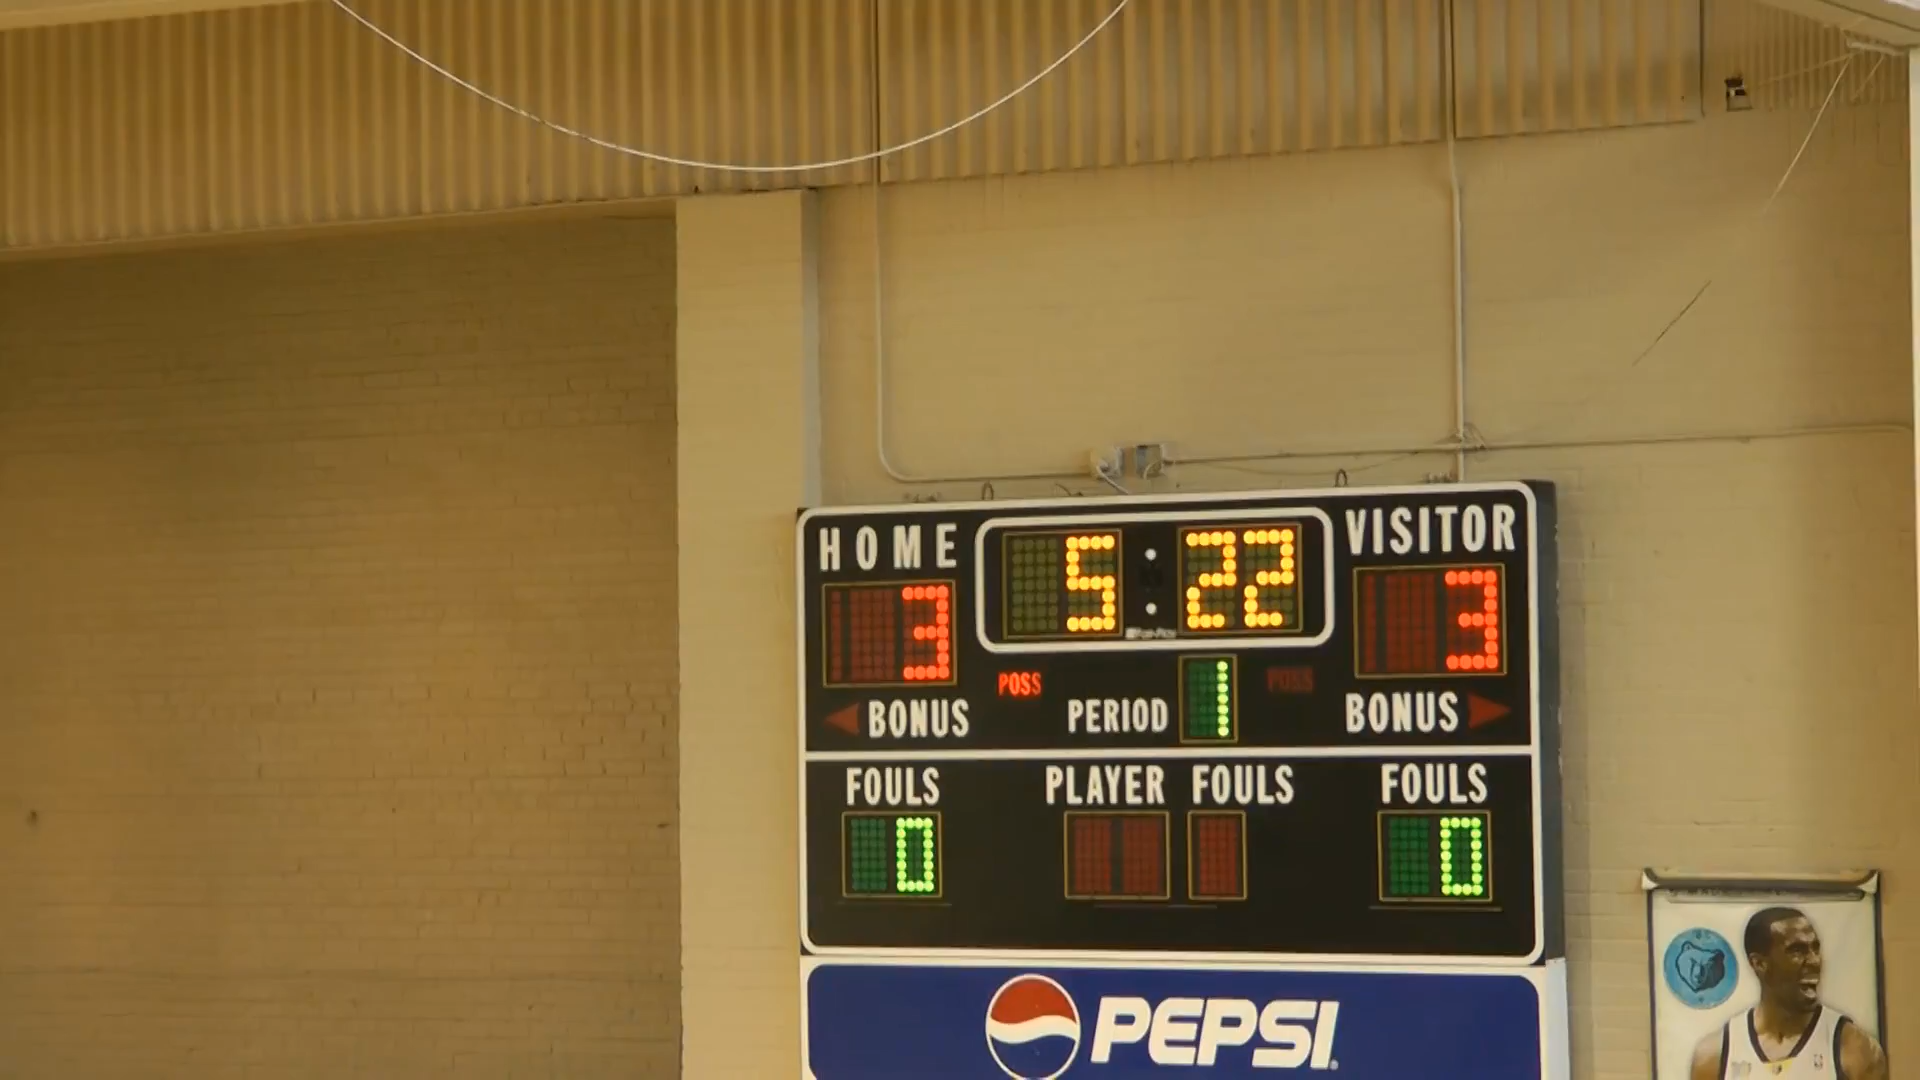 HOME 5:22 VISITOR
3 3
POSS POSS
BONUS PERIOD 1 BONUS
FOULS PLAYER FOULS FOULS
0 0
PEPSI